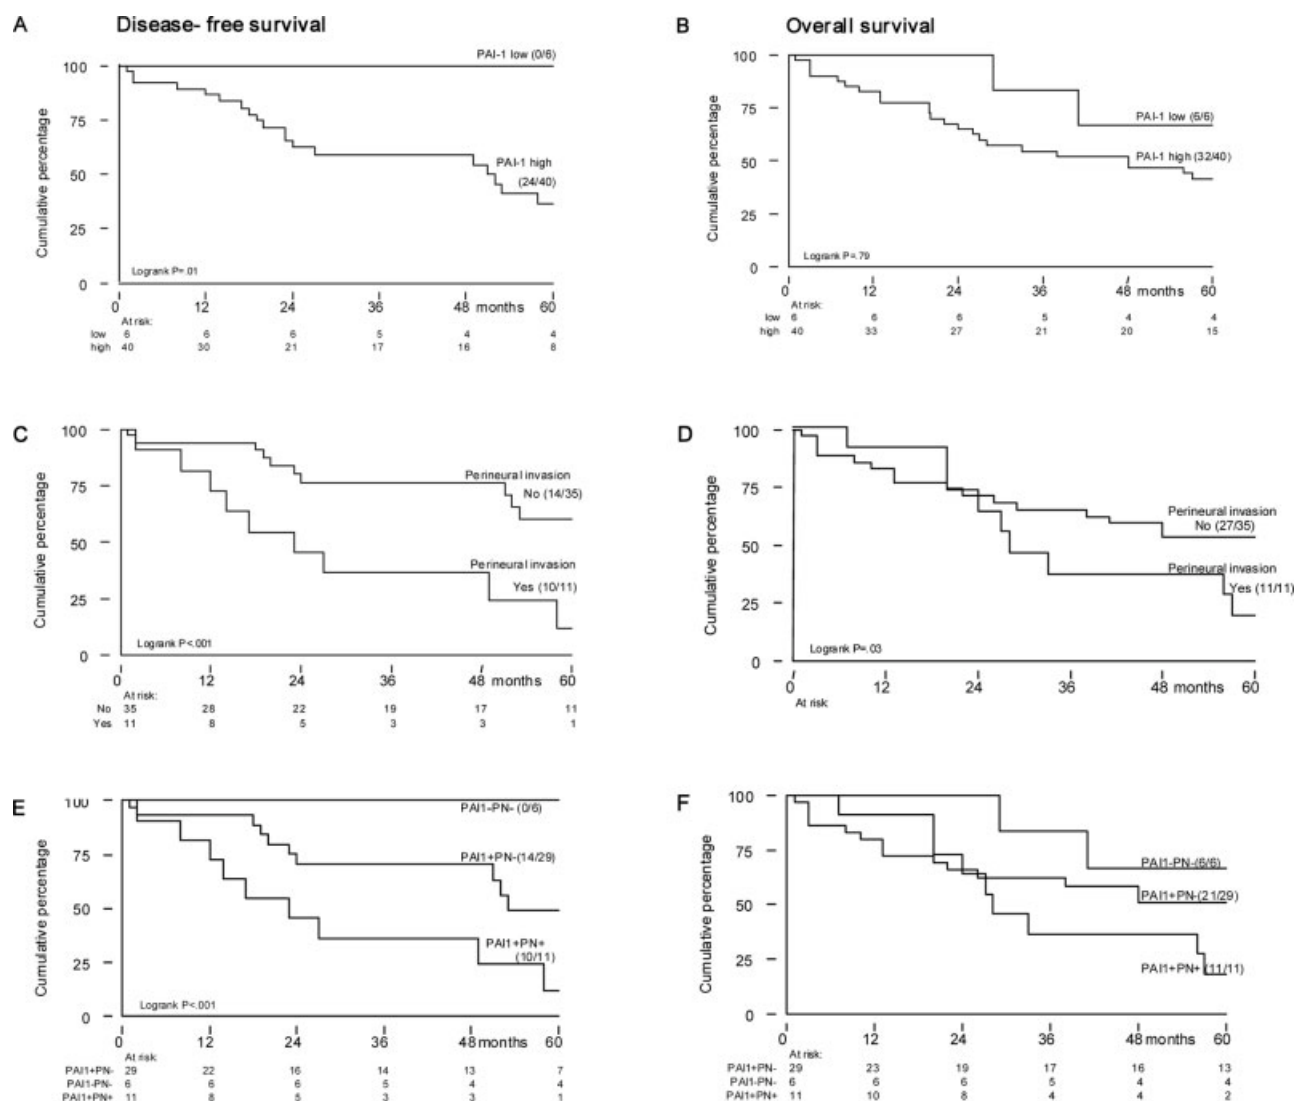 A Disease- free survival
PAI-1 low (0/6)
100
75
50
25
0
Cumulative percentage
PAI-1 high
(24/40)
Logrank P=.01
0 12 24 36 48 months 60
At risk:
low 6 6 6 5 4 4
high 40 30 21 17 16 8
B Overall survival
100
75
50
25
0
Cumulative percentage
PAI-1 low (6/6)
PAI-1 high (32/40)
Logrank P=.79
0 12 24 36 48 months 60
At risk:
low 6 6 6 5 4 4
high 40 33 27 21 20 15
C
100
75
50
25
0
Cumulative percentage
Perineural invasion
No (14/35)
Perineural invasion
Yes (10/11)
Logrank P<.001
0 12 24 36 48 months 60
At risk:
No 35 28 22 19 17 11
Yes 11 8 5 3 3 1
D
100
75
50
25
0
Cumulative percentage
Perineural invasion
No (27/35)
Perineural invasion
Yes (11/11)
Logrank P=.03
0 12 24 36 48 months 60
At risk:
E
100
75
50
25
0
Cumulative percentage
PAI1-PN- (0/6)
PAI1+PN-(14/29)
PAI1+PN+
(10/11)
Logrank P<.001
0 12 24 36 48 months 60
At risk:
PAI1+PN- 29 22 16 14 13 7
PAI1-PN- 6 6 6 5 4 4
PAI1+PN+ 11 8 5 3 3 1
F
100
75
50
25
0
Cumulative percentage
PAI1-PN-(6/6)
PAI1+PN-(21/29)
PAI1+PN+ (11/11)
0 12 24 36 48 months 60
At risk:
PAI1+PN- 29 23 19 17 16 13
PAI1-PN- 6 6 6 5 4 4
PAI1+PN+ 11 10 8 4 4 2